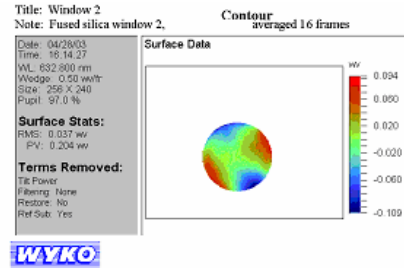 Title: Window 2
Note: Fused silica window 2,
Contour
averaged 16 frames
Date: 04/28/03
Time: 16:14:27
WL: 632.800 nm
Wedge: 0.50 wv/fr
Size: 256 X 240
Pupil: 97.0 %
Surface Stats:
RMS: 0.037 wv
PV: 0.204 wv
Terms Removed:
Tilt Power
Filtering: None
Restore: No
Ref Sub: Yes
WYKO
Surface Data
wv
0.094
0.060
0.020
-0.020
-0.060
-0.109